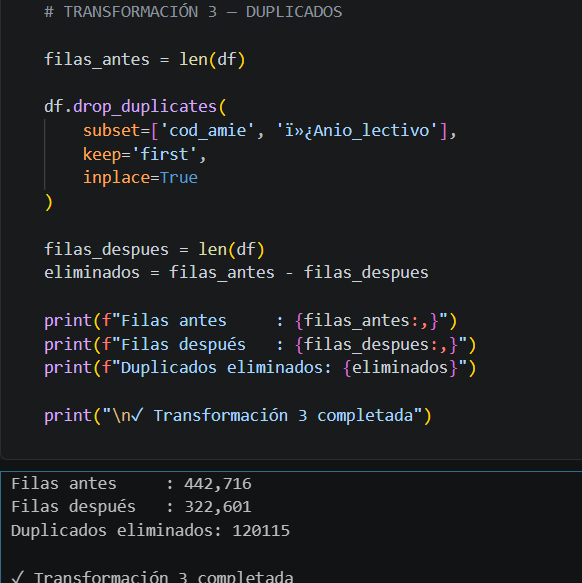 # TRANSFORMACIÓN 3 — DUPLICADOS
filas_antes = len(df)
df.drop_duplicates(
subset=['cod_amie', 'ï»¿Anio_lectivo'],
keep='first',
inplace=True
)
filas_despues = len(df)
eliminados = filas_antes - filas_despues
print(f"Filas antes     : {filas_antes:,}")
print(f"Filas después   : {filas_despues:,}")
print(f"Duplicados eliminados: {eliminados}")
print("\n✓ Transformación 3 completada")
Filas antes     : 442,716
Filas después   : 322,601
Duplicados eliminados: 120115
✓ Transformación 3 completada